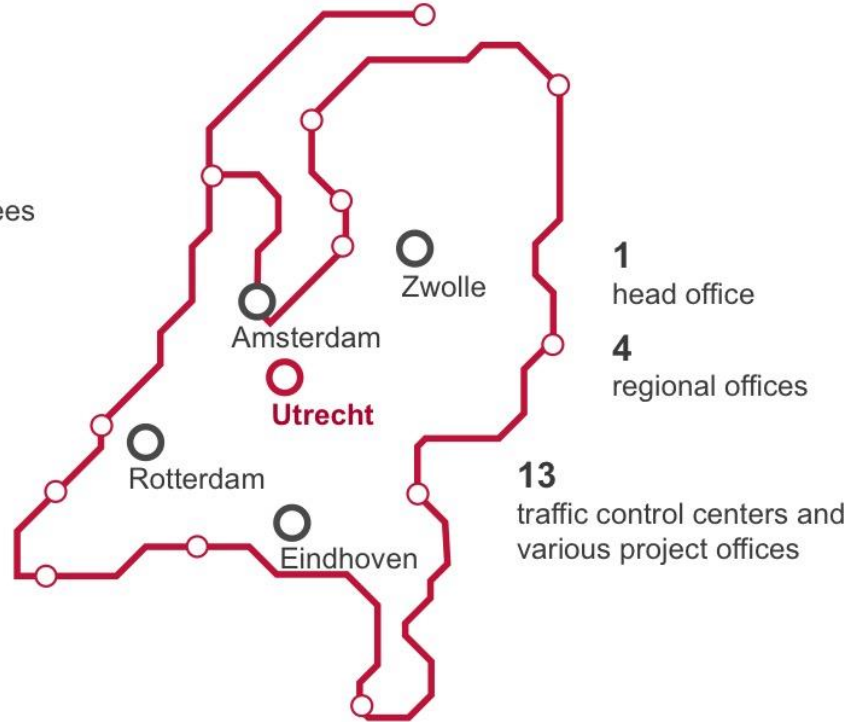 Zwolle
Amsterdam
Utrecht
Rotterdam
Eindhoven
1
head office
4
regional offices
13
traffic control centers and
various project offices